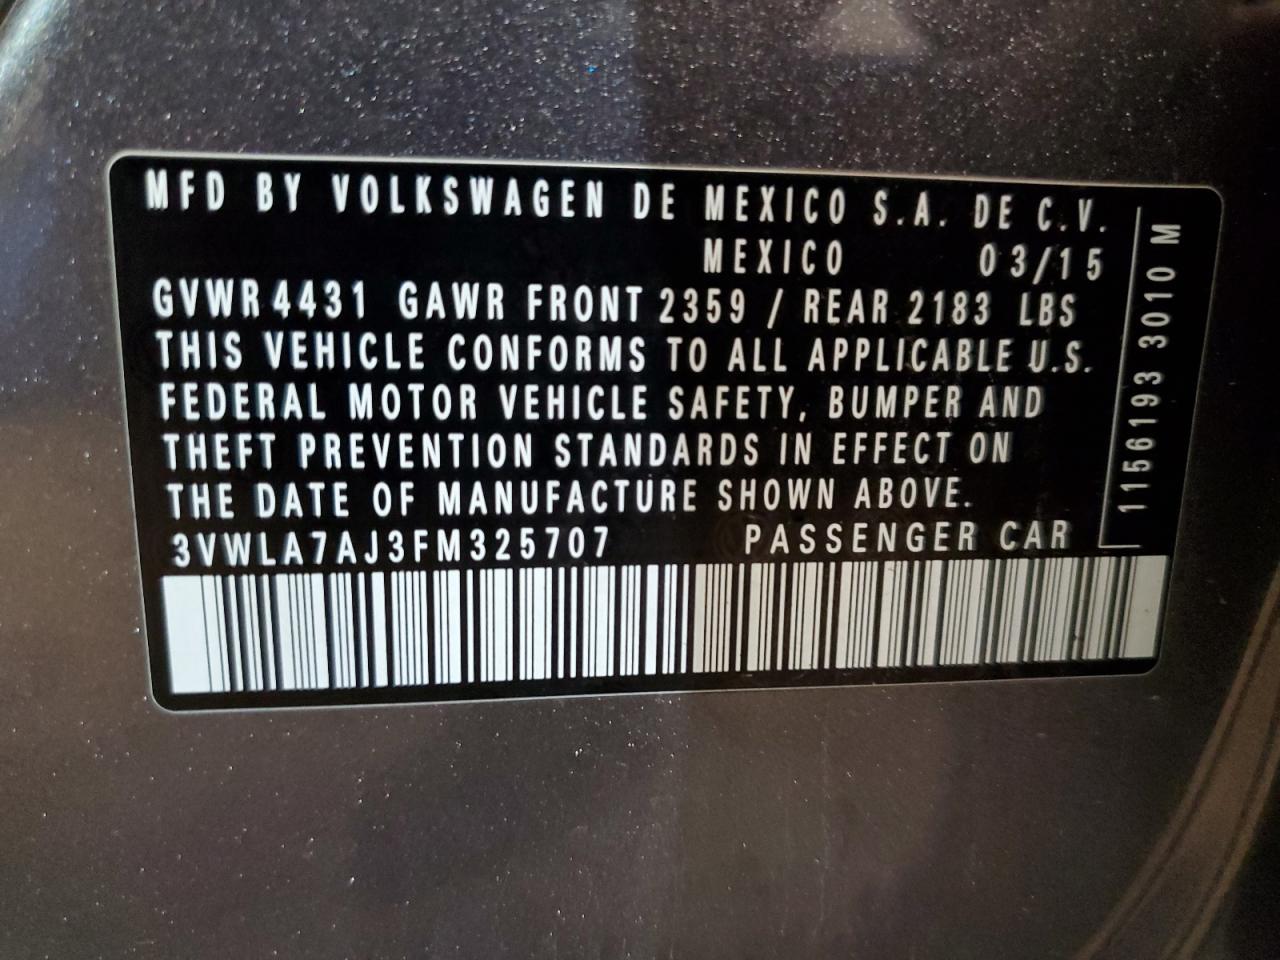 MFD BY VOLKSWAGEN DE MEXICO S.A. DE C.V.
MEXICO 03/15
GVWR 4431 GAWR FRONT 2359 / REAR 2183 LBS
THIS VEHICLE CONFORMS TO ALL APPLICABLE U.S.
FEDERAL MOTOR VEHICLE SAFETY, BUMPER AND
THEFT PREVENTION STANDARDS IN EFFECT ON
THE DATE OF MANUFACTURE SHOWN ABOVE.
3VWLA7AJ3FM325707 PASSENGER CAR
1156193 3010 M